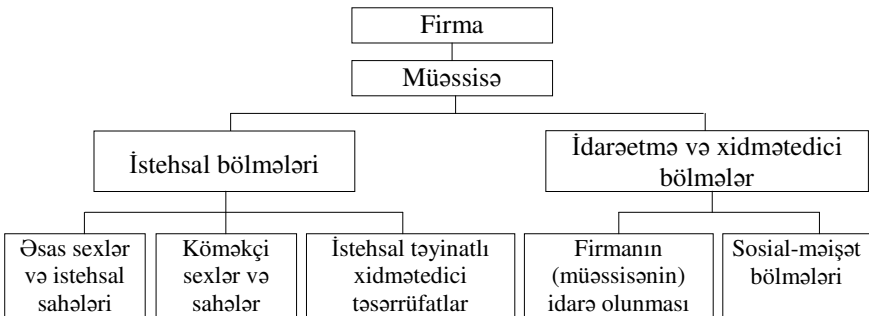 Firma
Müəssisə
İstehsal bölmələri
İdarəetmə və xidmətedici
bölmələr
Əsas sexlər
və istehsal
sahələri
Köməkçi
sexlər və
sahələr
İstehsal təyinatlı
xidmətedici
təsərrüfatlar
Firmanın
(müəssisənin)
idarə olunması
Sosial-məişət
bölmələri